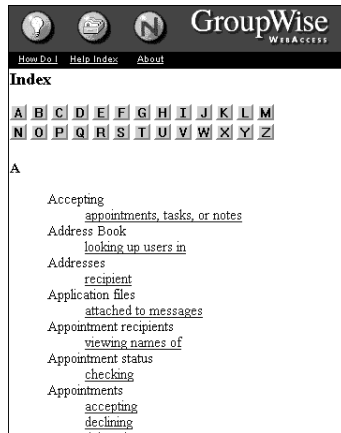 GroupWise
WEBACCESS
How Do I Help Index About
Index
A B C D E F G H I J K L M
N O P Q R S T U V W X Y Z
A
Accepting
appointments, tasks, or notes
Address Book
looking up users in
Addresses
recipient
Application files
attached to messages
Appointment recipients
viewing names of
Appointment status
checking
Appointments
accepting
declining